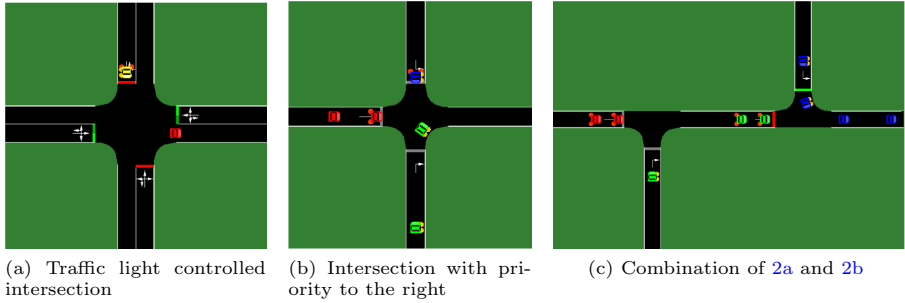 (a) Traffic light controlled
intersection
(b) Intersection with pri-
ority to the right
(c) Combination of 2a and 2b